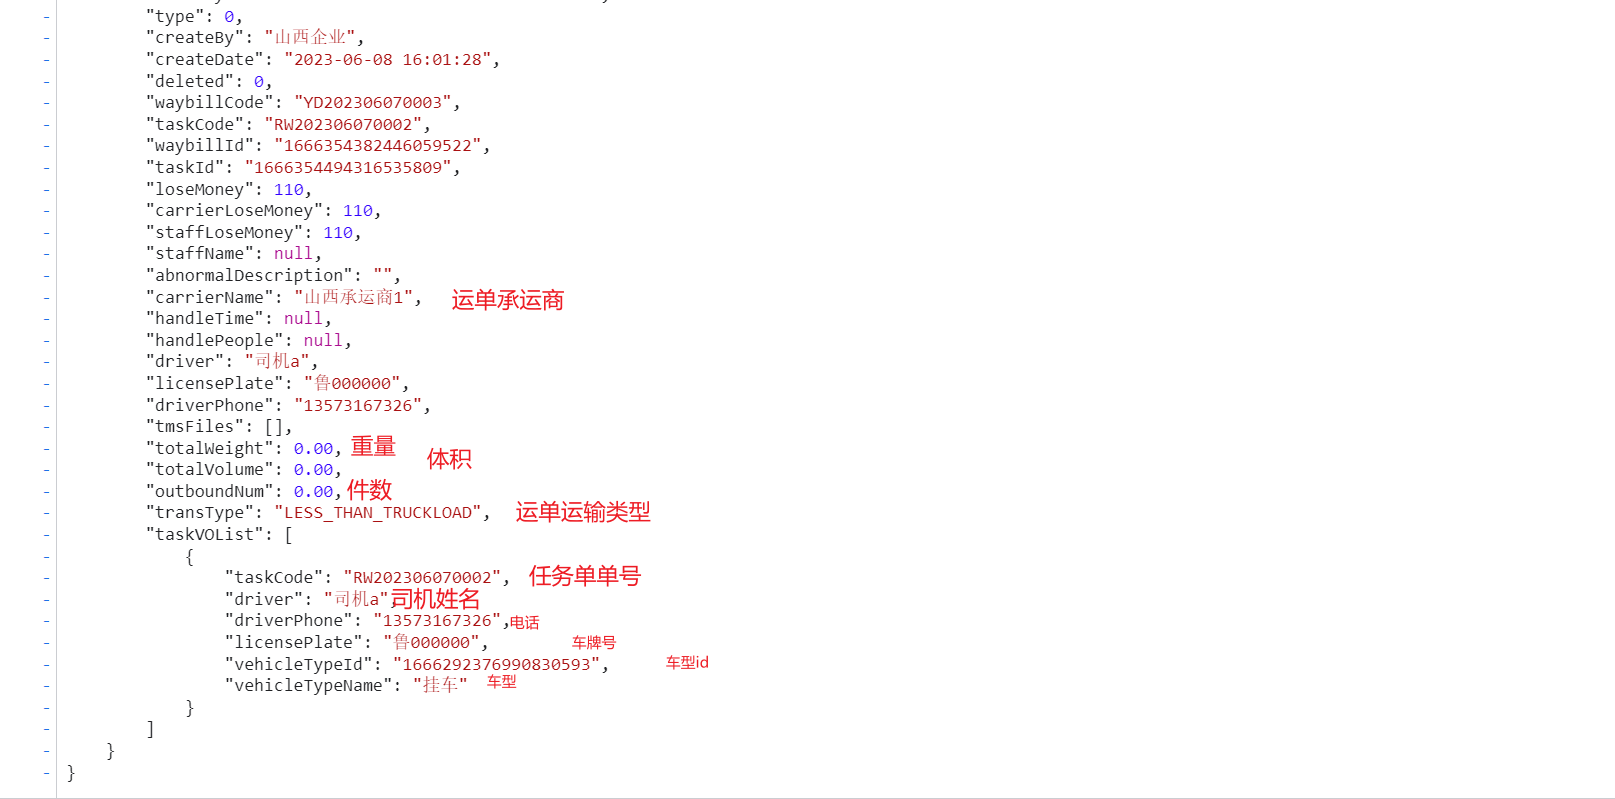 "type": 0,
"createBy": "山西企业",
"createDate": "2023-06-08 16:01:28",
"deleted": 0,
"waybillCode": "YD202306070003",
"taskCode": "RW202306070002",
"waybillId": "1666354382446059522",
"taskId": "1666354494316535809",
"loseMoney": 110,
"carrierLoseMoney": 110,
"staffLoseMoney": 110,
"staffName": null,
"abnormalDescription": "",
"carrierName": "山西承运商1", 运单承运商
"handleTime": null,
"handlePeople": null,
"driver": "司机a",
"licensePlate": "鲁000000",
"driverPhone": "13573167326",
"tmsFiles": [],
"totalWeight": 0.00, 重量
"totalVolume": 0.00, 体积
"outboundNum": 0.00, 件数
"transType": "LESS_THAN_TRUCKLOAD", 运单运输类型
"taskVOList": [
{
"taskCode": "RW202306070002", 任务单单号
"driver": "司机a", 司机姓名
"driverPhone": "13573167326", 电话
"licensePlate": "鲁000000", 车牌号
"vehicleTypeId": "1666292376990830593", 车型id
"vehicleTypeName": "挂车" 车型
}
]
}
}